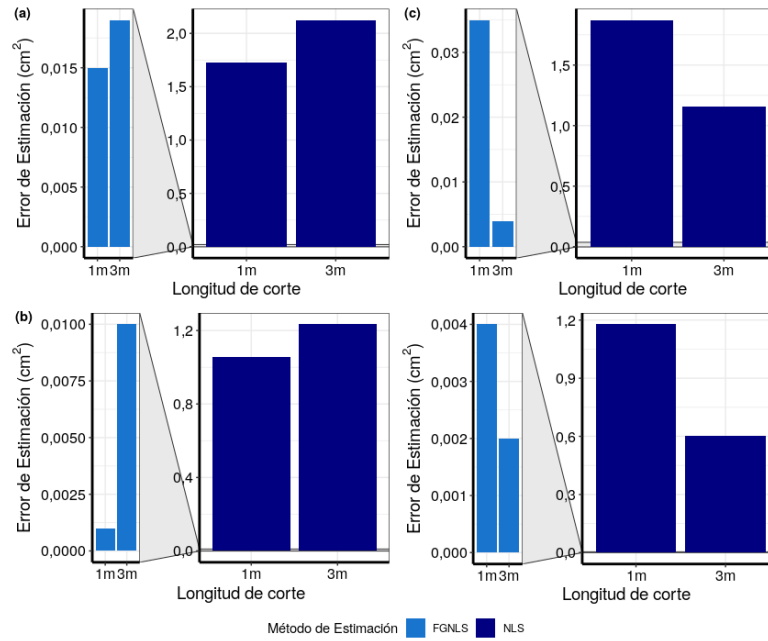 (a)
Error de Estimación (cm²)
0,015
0,010
0,005
0,000
1m 3m
2,0
1,5
1,0
0,5
0,0
1m 3m
Longitud de corte
(c)
Error de Estimación (cm²)
0,03
0,02
0,01
0,00
1m 3m
1,5
1,0
0,5
0,0
1m 3m
Longitud de corte
(b)
Error de Estimación (cm²)
0,0100
0,0075
0,0050
0,0025
0,0000
1m 3m
1,2
0,8
0,4
0,0
1m 3m
Longitud de corte
Error de Estimación (cm²)
0,004
0,003
0,002
0,001
0,000
1m 3m
1,2
0,9
0,6
0,3
0,0
1m 3m
Longitud de corte
Método de Estimación FGNLS NLS